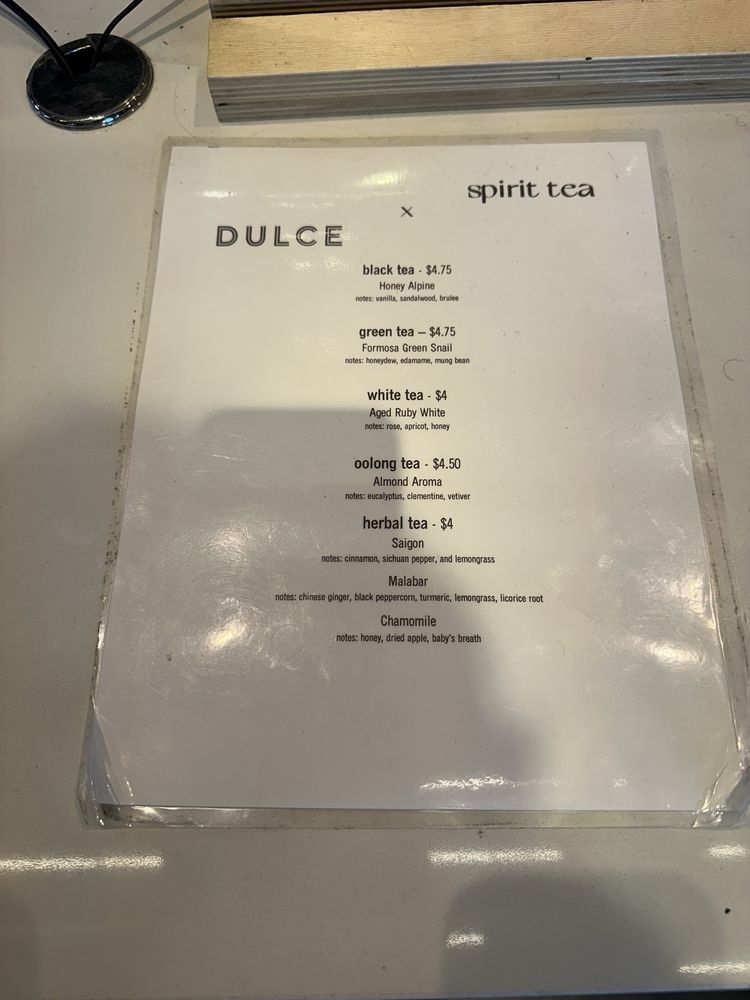 spirit tea
x
DULCE
black tea - $4.75
Honey Alpine
notes: vanilla, sandalwood, brulee
green tea – $4.75
Formosa Green Snail
notes: honeydew, edamame, mung bean
white tea - $4
Aged Ruby White
notes: rose, apricot, honey
oolong tea - $4.50
Almond Aroma
notes: eucalyptus, clementine, vetiver
herbal tea - $4
Saigon
notes: cinnamon, sichuan pepper, and lemongrass
Malabar
notes: chinese ginger, black peppercorn, turmeric, lemongrass, licorice root
Chamomile
notes: honey, dried apple, baby's breath